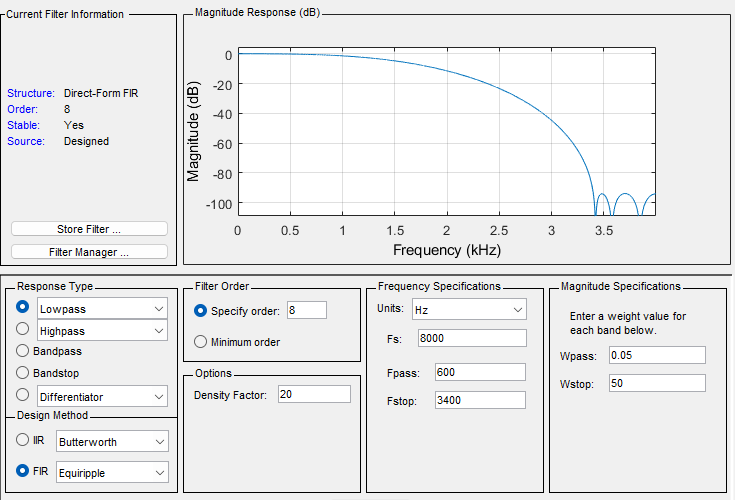 Current Filter Information
Structure: Direct-Form FIR
Order: 8
Stable: Yes
Source: Designed
Store Filter ...
Filter Manager ...
Magnitude Response (dB)
Magnitude (dB)
0
-20
-40
-60
-80
-100
0 0.5 1 1.5 2 2.5 3 3.5
Frequency (kHz)
Response Type
Lowpass
Highpass
Bandpass
Bandstop
Differentiator
Design Method
IIR Butterworth
FIR Equiripple
Filter Order
Specify order: 8
Minimum order
Options
Density Factor: 20
Frequency Specifications
Units: Hz
Fs: 8000
Fpass: 600
Fstop: 3400
Magnitude Specifications
Enter a weight value for
each band below.
Wpass: 0.05
Wstop: 50